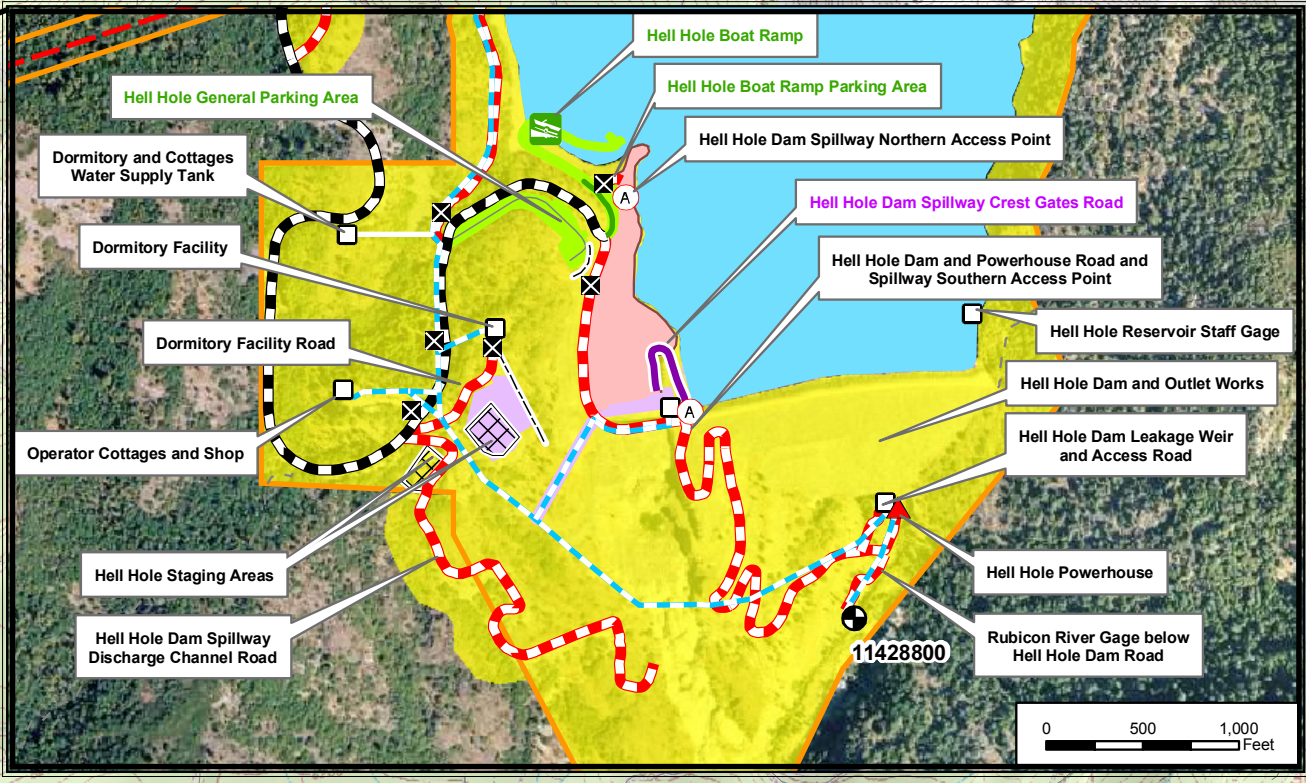 Hell Hole Boat Ramp
Hell Hole General Parking Area
Hell Hole Boat Ramp Parking Area
Hell Hole Dam Spillway Northern Access Point
Dormitory and Cottages
Water Supply Tank
A
Hell Hole Dam Spillway Crest Gates Road
Dormitory Facility
Hell Hole Dam and Powerhouse Road and
Spillway Southern Access Point
Hell Hole Reservoir Staff Gage
Dormitory Facility Road
Hell Hole Dam and Outlet Works
A
Hell Hole Dam Leakage Weir
and Access Road
Operator Cottages and Shop
Hell Hole Staging Areas
Hell Hole Powerhouse
Hell Hole Dam Spillway
Discharge Channel Road
Rubicon River Gage below
Hell Hole Dam Road
11428800
0 500 1,000
Feet